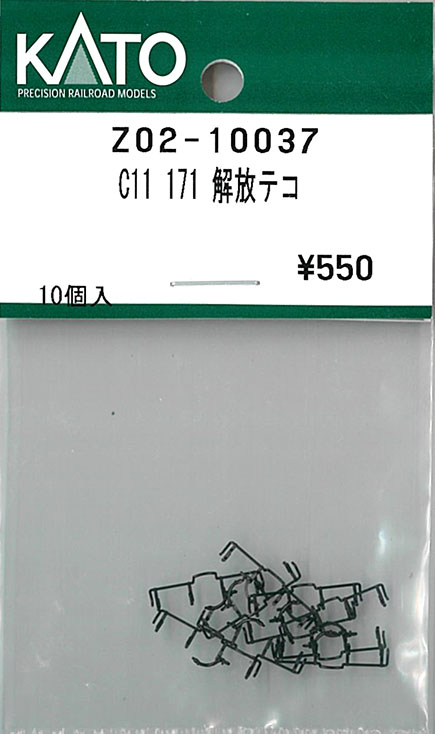 KATO
PRECISION RAILROAD MODELS
Z02-10037
C11 171 解放テコ
¥550
10個入